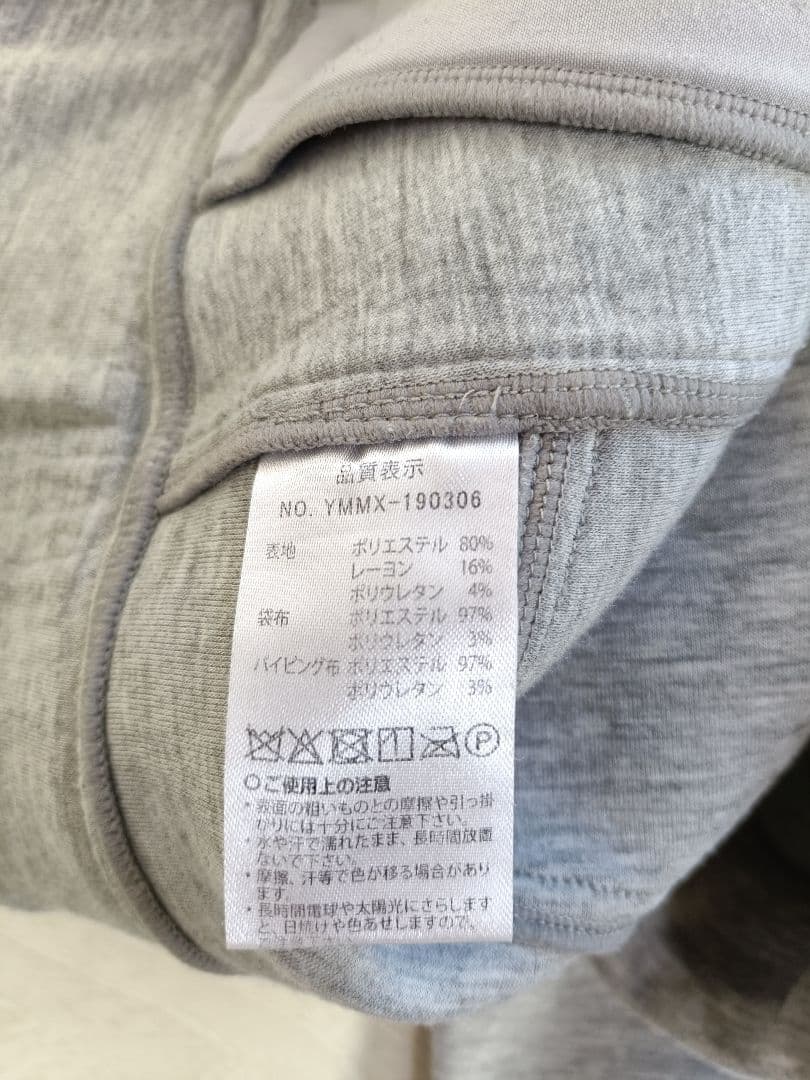 品質表示
NO. YMMX-190306
表地 ポリエステル 80%
レーヨン 16%
ポリウレタン 4%
袋布 ポリエステル 97%
ポリウレタン 3%
パイピング布 ポリエステル 97%
ポリウレタン 3%
P
○ご使用上の注意
・表面の粗いものとの摩擦や引っ掛
かりには十分にご注意下さい。
・水や汗で濡れたまま、長時間放置
ないで下さい。
・摩擦、汗等で色が移る場合があり
ます。
・長時間電球や太陽光にさらします
と、日焼けや色あせしますので、